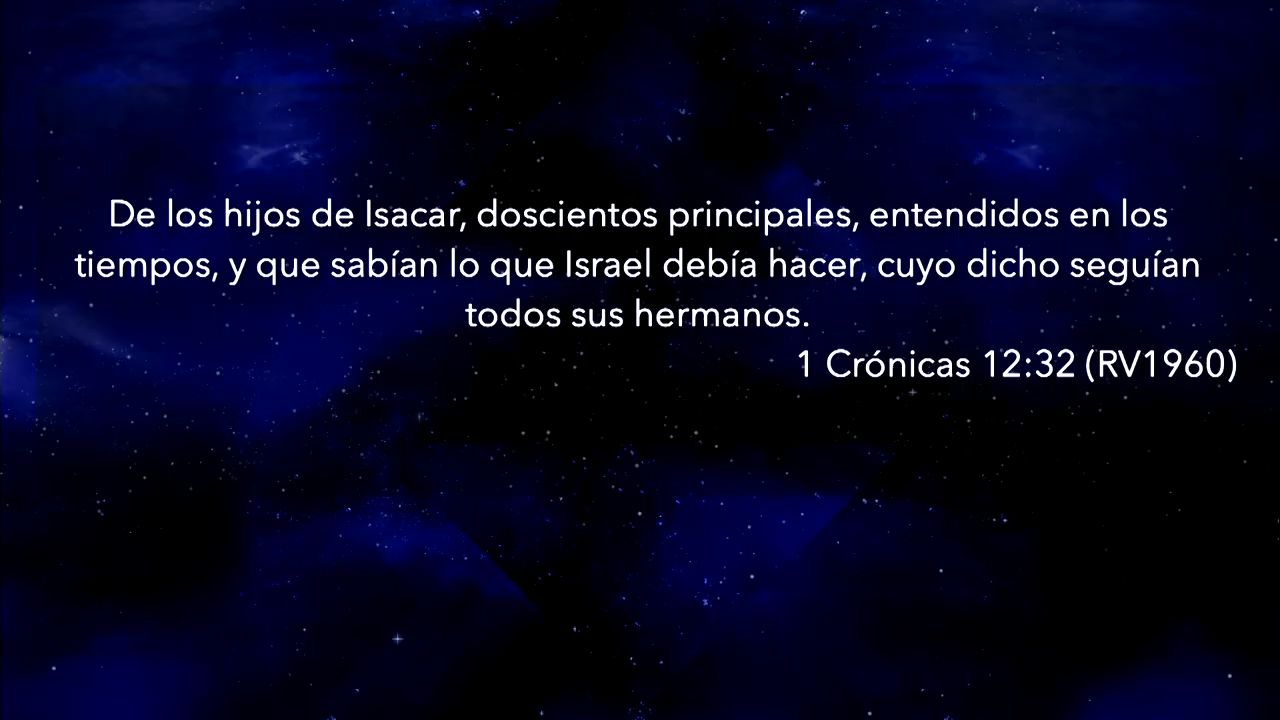 De los hijos de Isacar, doscientos principales, entendidos en los
tiempos, y que sabían lo que Israel debía hacer, cuyo dicho seguían
todos sus hermanos.
1 Crónicas 12:32 (RV1960)